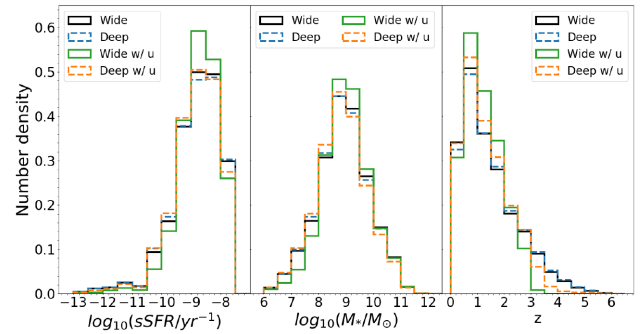 Wide
Deep
Wide w/ u
Deep w/ u
Wide
Deep
Wide w/ u
Deep w/ u
Wide
Deep
Wide w/ u
Deep w/ u
Number density
0.6
0.5
0.4
0.3
0.2
0.1
0.0
−13 −12 −11 −10 −9 −8
6 7 8 9 10 11 12
0 1 2 3 4 5 6
log₁₀(sSFR/yr⁻¹)
log₁₀(M*/M⊙)
z